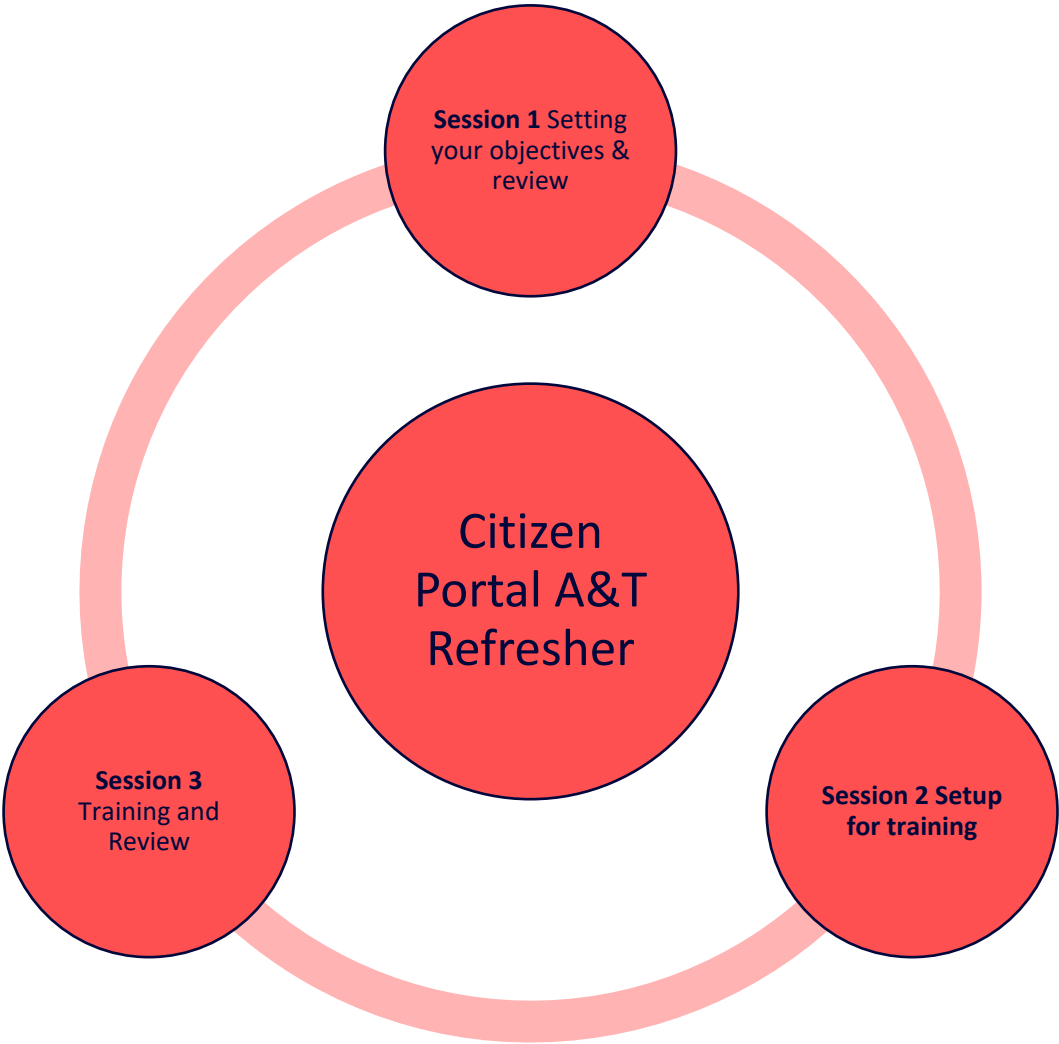 Session 1 Setting
your objectives &
review
Citizen
Portal A&T
Refresher
Session 3
Training and
Review
Session 2 Setup
for training